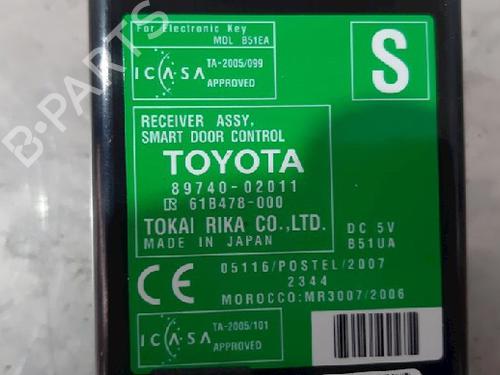 For Electronic Key
MDL B51EA
ICASA
TA-2005/099
APPROVED
S
RECEIVER ASSY,
SMART DOOR CONTROL
TOYOTA
89740-02011
61B478-000
TOKAI RIKA CO.,LTD.
MADE IN JAPAN
DC 5V
B51UA
CE
05116/POSTEL/2007
2344
MOROCCO:MR3007/2006
ICASA
TA-2005/101
APPROVED
B-PARTS